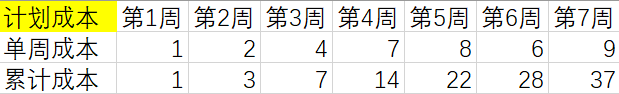 计划成本 第1周 第2周 第3周 第4周 第5周 第6周 第7周
单周成本 1 2 4 7 8 6 9
累计成本 1 3 7 14 22 28 37